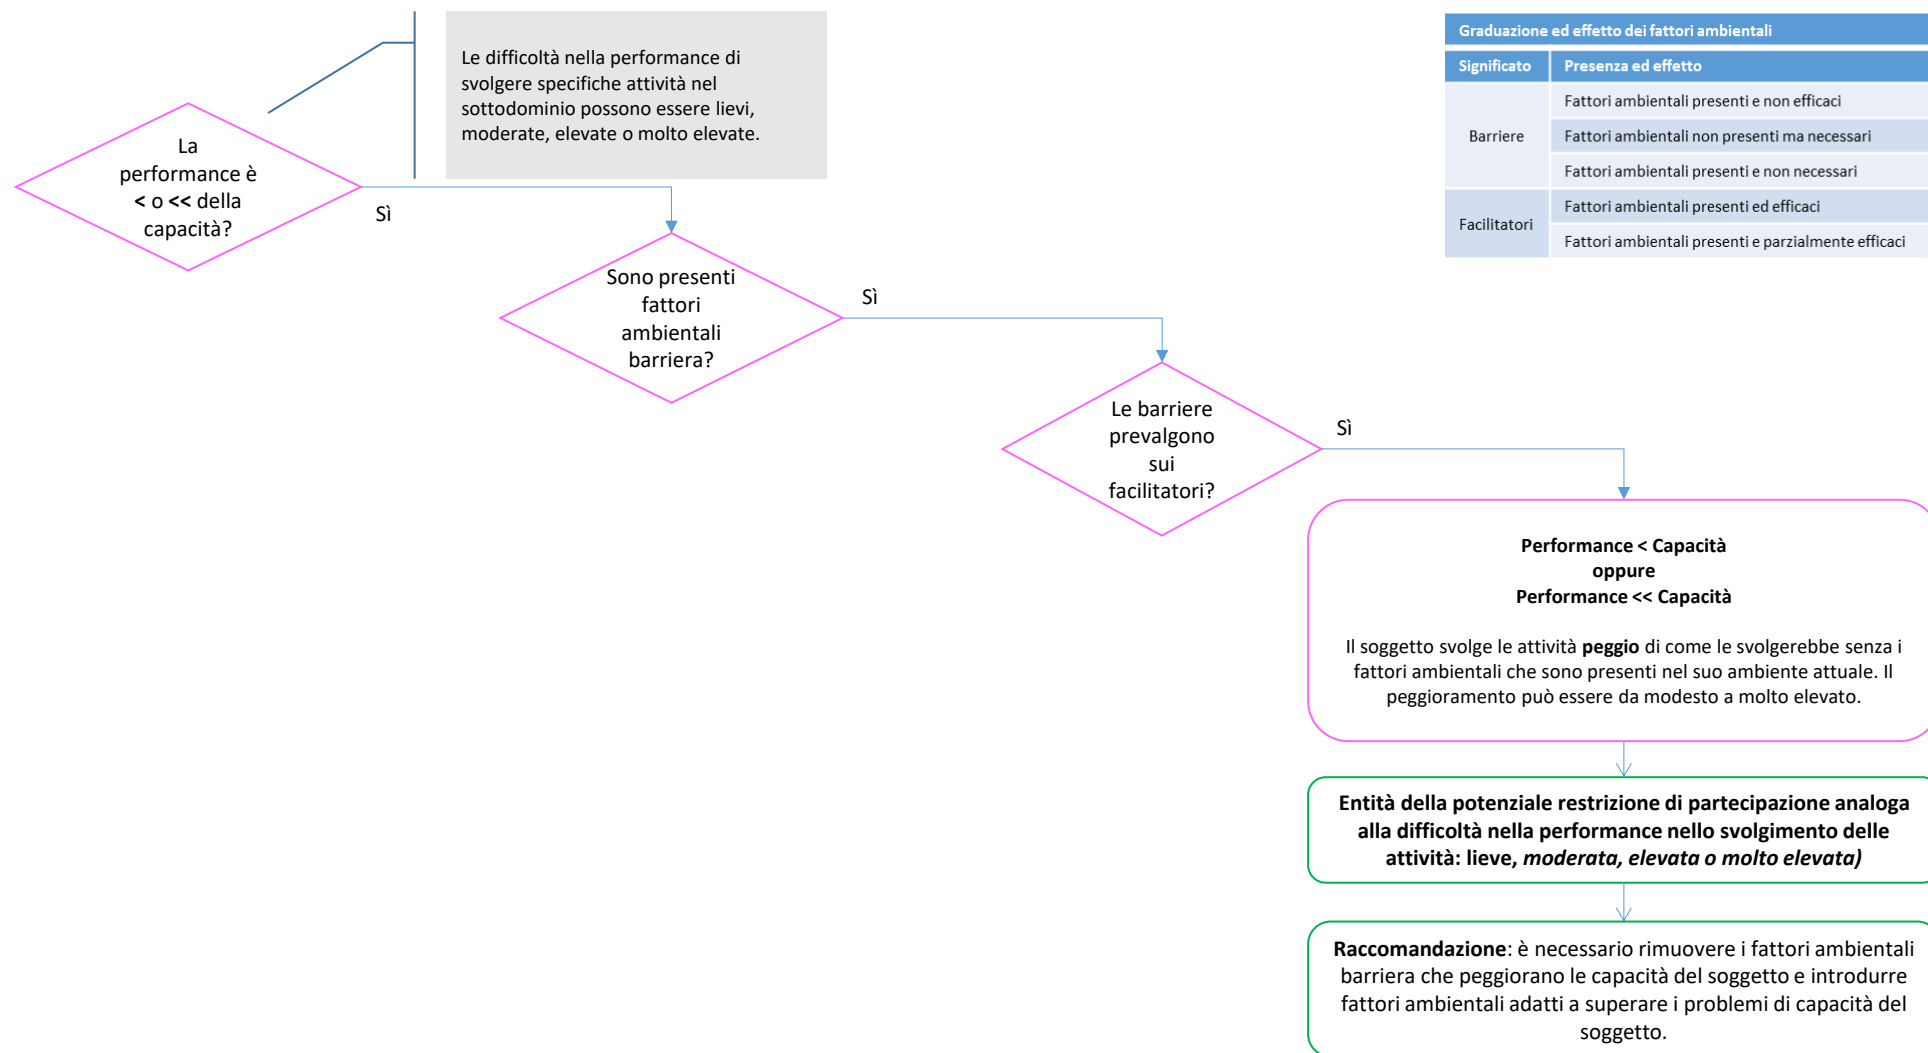 Le difficoltà nella performance di
svolgere specifiche attività nel
sottodominio possono essere lievi,
moderate, elevate o molto elevate.
Graduazione ed effetto dei fattori ambientali
Significato Presenza ed effetto
Barriere
Fattori ambientali presenti e non efficaci
Fattori ambientali non presenti ma necessari
Fattori ambientali presenti e non necessari
Facilitatori
Fattori ambientali presenti ed efficaci
Fattori ambientali presenti e parzialmente efficaci
La
performance è
< o << della
capacità?
Sì
Sono presenti
fattori
ambientali
barriera?
Sì
Le barriere
prevalgono
sui
facilitatori?
Sì
Performance < Capacità
oppure
Performance << Capacità
Il soggetto svolge le attività peggio di come le svolgerebbe senza i
fattori ambientali che sono presenti nel suo ambiente attuale. Il
peggioramento può essere da modesto a molto elevato.
Entità della potenziale restrizione di partecipazione analoga
alla difficoltà nella performance nello svolgimento delle
attività: lieve, moderata, elevata o molto elevata)
Raccomandazione: è necessario rimuovere i fattori ambientali
barriera che peggiorano le capacità del soggetto e introdurre
fattori ambientali adatti a superare i problemi di capacità del
soggetto.